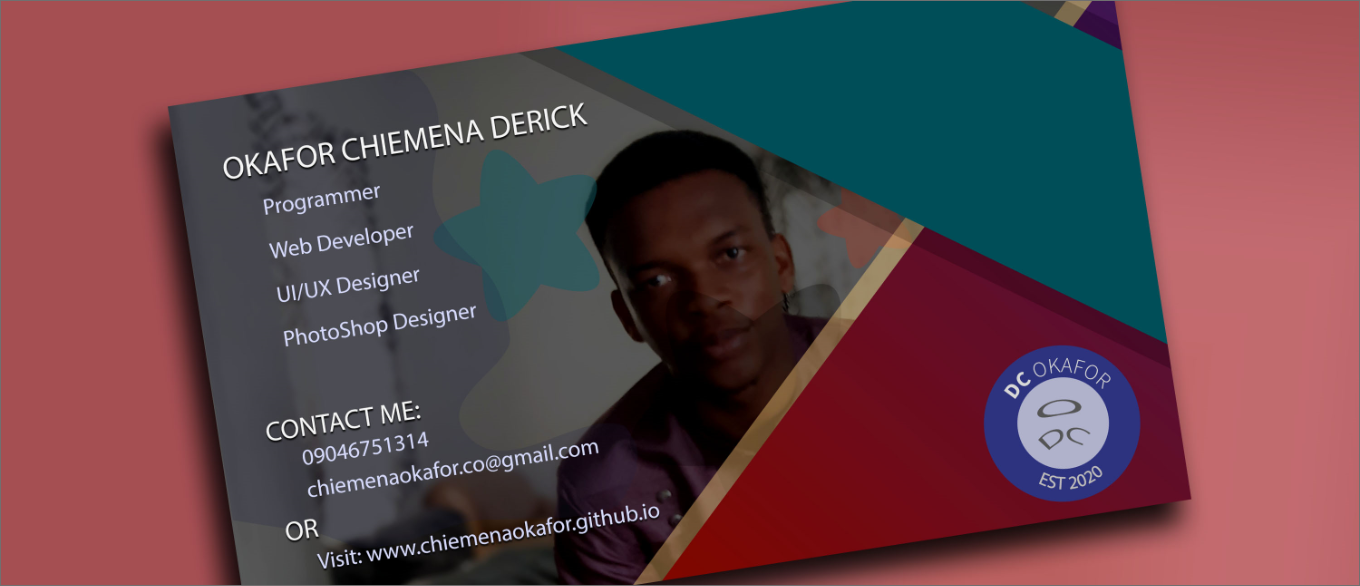 OKAFOR CHIEMENA DERICK
Programmer
Web Developer
UI/UX Designer
PhotoShop Designer
CONTACT ME:
09046751314
chiemenaokafor.co@gmail.com
OR
Visit: www.chiemenaokafor.github.io
DC OKAFOR
O
DC
EST 2020